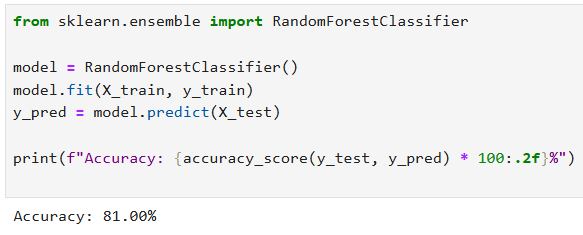 from sklearn.ensemble import RandomForestClassifier
model = RandomForestClassifier()
model.fit(X_train, y_train)
y_pred = model.predict(X_test)
print(f"Accuracy: {accuracy_score(y_test, y_pred) * 100:.2f}%")
Accuracy: 81.00%